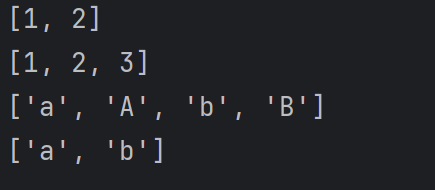 [1, 2]
[1, 2, 3]
['a', 'A', 'b', 'B']
['a', 'b']